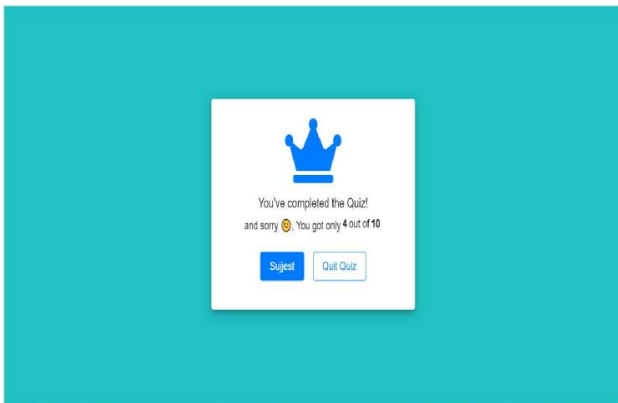 You've completed the Quiz!
and sorry 😐, You got only 4 out of 10
Sujest Quit Quiz